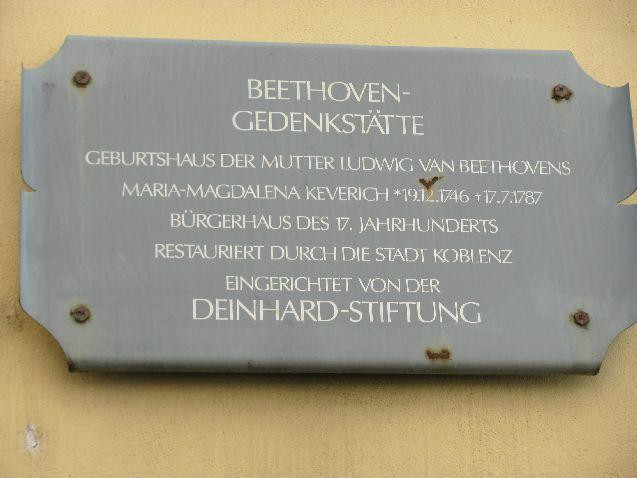 BEETHOVEN-
GEDENKSTÄTTE
GEBURTSHAUS DER MUTTER LUDWIG VAN BEETHOVENS
MARIA-MAGDALENA KEVERICH *19.12.1746 +17.7.1787
BÜRGERHAUS DES 17. JAHRHUNDERTS
RESTAURIERT DURCH DIE STADT KOBLENZ
EINGERICHTET VON DER
DEINHARD-STIFTUNG